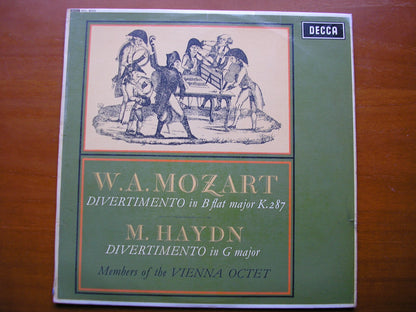 DECCA
W.A.MOZART
DIVERTIMENTO in B flat major K.287
M. HAYDN
DIVERTIMENTO in G major
Members of the VIENNA OCTET